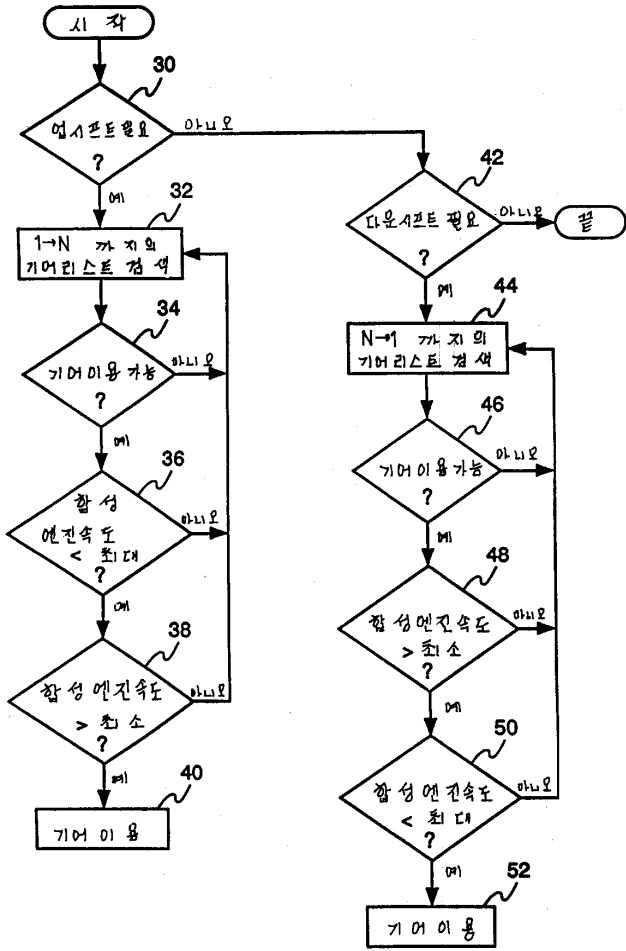 시 작
30
업시프트필요
?
아니오
예
32
1→N 까지의
기어리스트 검색
34
기어이용 가능
?
아니오
예
36
합 성
엔진속도
< 최대
?
아니오
예
38
합 성 엔진속도
> 최소
?
아니오
예
40
기어 이용
42
다운시프트 필요
?
아니오
끝
예
44
N→1 까지의
기어리스트 검색
46
기어이용 가능
?
아니오
예
48
합 성 엔진속도
> 최소
?
아니오
예
50
합 성 엔진속도
< 최대
?
아니오
예
52
기어 이용